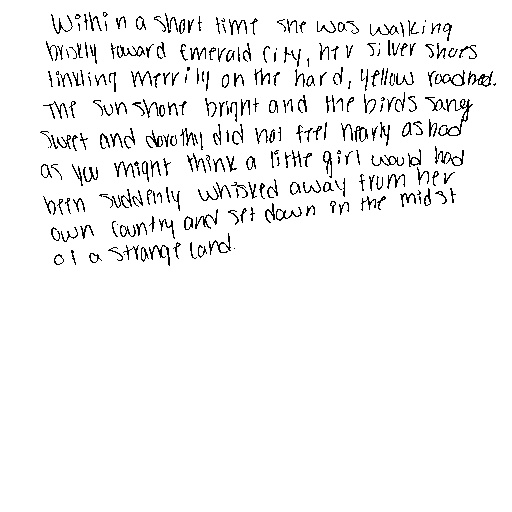 Within a short time she was walking
briskly toward Emerald City, her silver shoes
tinkling merrily on the hard, yellow roadbed.
The sun shone bright and the birds sang
sweet and dorothy did not feel nearly as bad
as you might think a little girl would had
been suddenly whisked away from her
own country and set down in the midst
of a strange land.